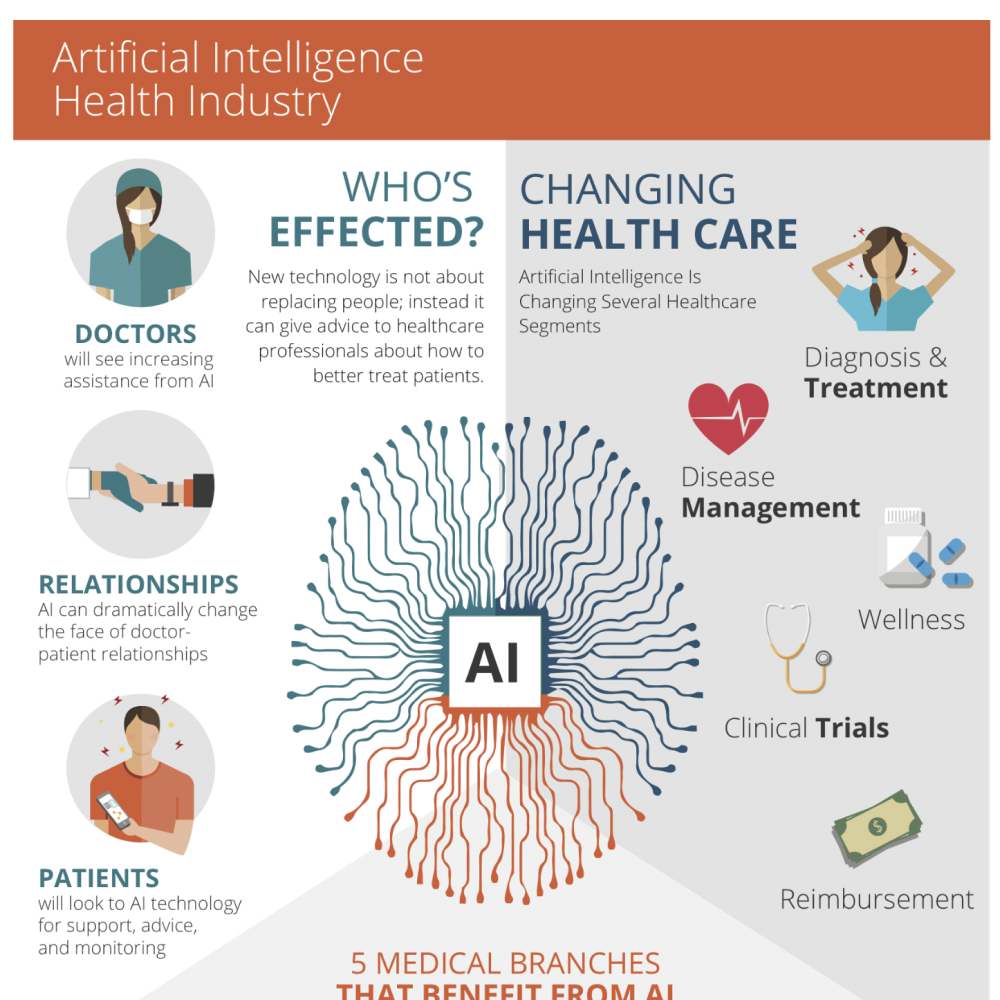 Artificial Intelligence
Health Industry
WHO'S
EFFECTED?
New technology is not about
replacing people; instead it
can give advice to healthcare
professionals about how to
better treat patients.
DOCTORS
will see increasing
assistance from AI
RELATIONSHIPS
AI can dramatically change
the face of doctor-
patient relationships
PATIENTS
will look to AI technology
for support, advice,
and monitoring
CHANGING
HEALTH CARE
Artificial Intelligence Is
Changing Several Healthcare
Segments
Diagnosis &
Treatment
Disease
Management
Wellness
Clinical Trials
Reimbursement
AI
$
5 MEDICAL BRANCHES
THAT BENEFIT FROM AI